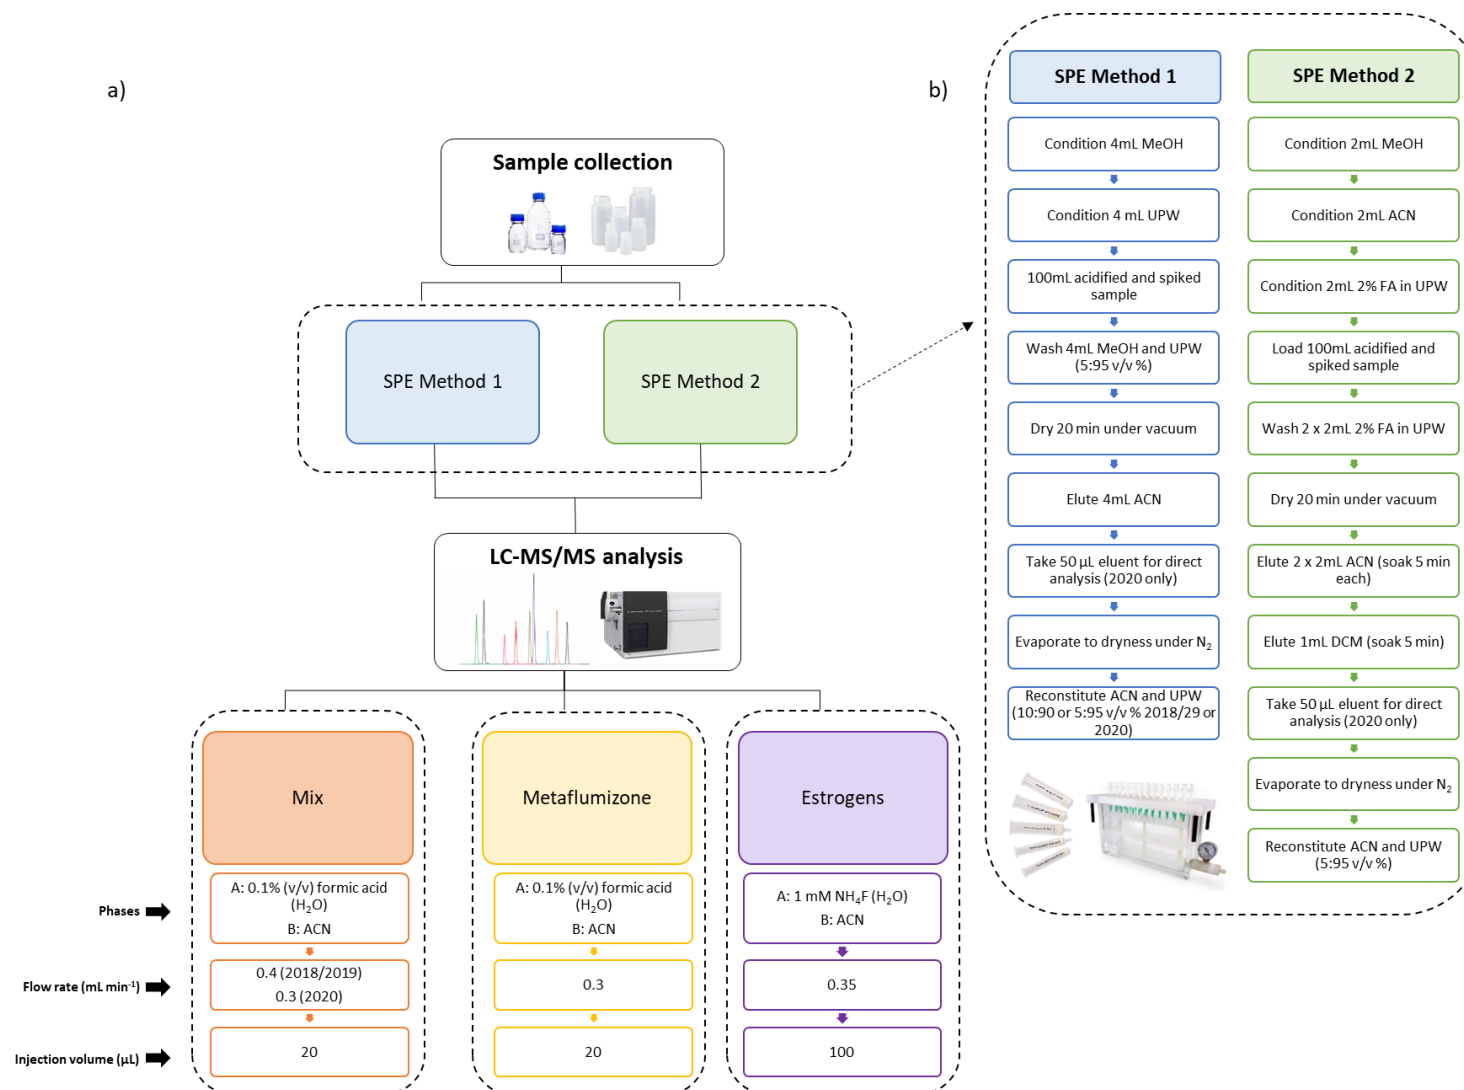 a)
Sample collection
SPE Method 1
SPE Method 2
LC-MS/MS analysis
Mix
Metaflumizone
Estrogens
Phases
A: 0.1% (v/v) formic acid
(H₂O)
B: ACN
A: 0.1% (v/v) formic acid
(H₂O)
B: ACN
A: 1 mM NH₄F (H₂O)
B: ACN
Flow rate (mL min⁻¹)
0.4 (2018/2019)
0.3 (2020)
0.3
0.35
Injection volume (µL)
20
20
100
b)
SPE Method 1
Condition 4mL MeOH
Condition 4 mL UPW
100mL acidified and spiked
sample
Wash 4mL MeOH and UPW
(5:95 v/v %)
Dry 20 min under vacuum
Elute 4mL ACN
Take 50 µL eluent for direct
analysis (2020 only)
Evaporate to dryness under N₂
Reconstitute ACN and UPW
(10:90 or 5:95 v/v % 2018/29 or
2020)
SPE Method 2
Condition 2mL MeOH
Condition 2mL ACN
Condition 2mL 2% FA in UPW
Load 100mL acidified and
spiked sample
Wash 2 x 2mL 2% FA in UPW
Dry 20 min under vacuum
Elute 2 x 2mL ACN (soak 5 min
each)
Elute 1mL DCM (soak 5 min)
Take 50 µL eluent for direct
analysis (2020 only)
Evaporate to dryness under N₂
Reconstitute ACN and UPW
(5:95 v/v %)